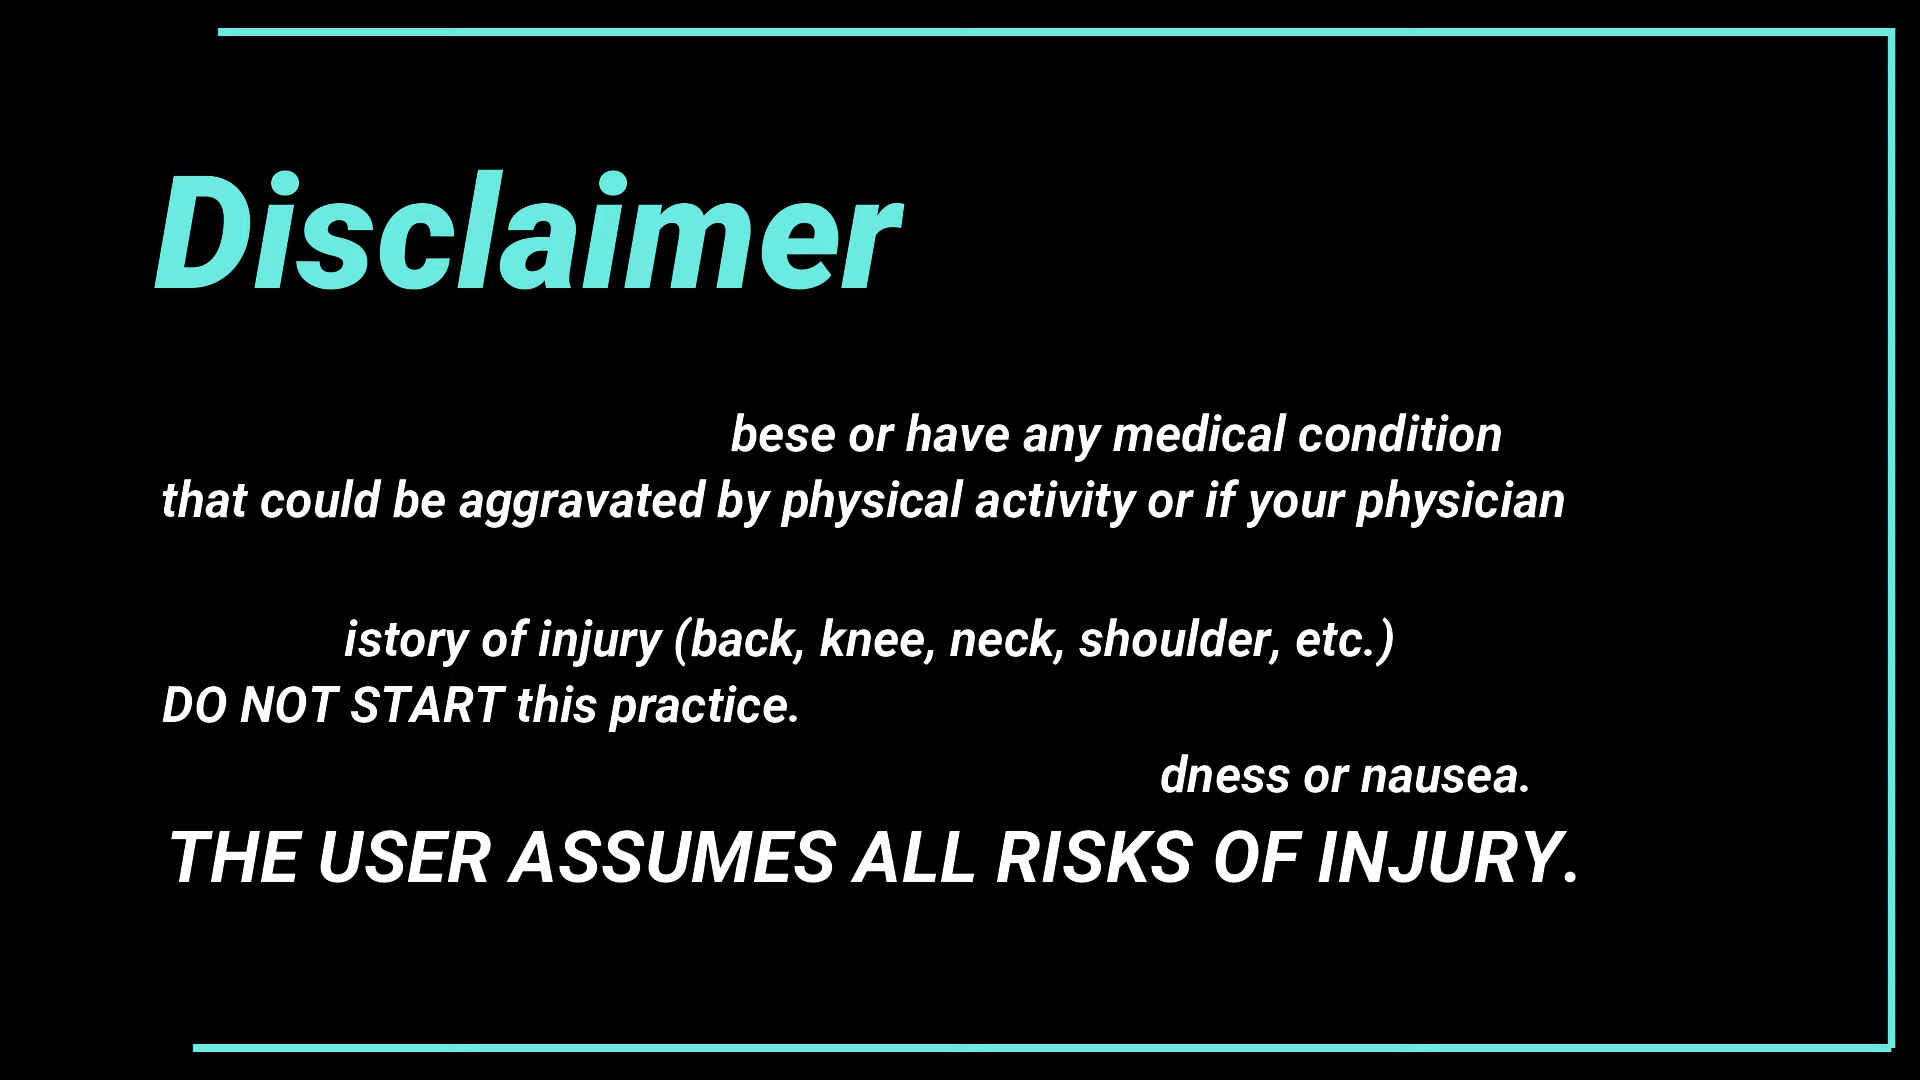 Disclaimer
bese or have any medical condition
that could be aggravated by physical activity or if your physician
istory of injury (back, knee, neck, shoulder, etc.)
DO NOT START this practice.
dness or nausea.
THE USER ASSUMES ALL RISKS OF INJURY.